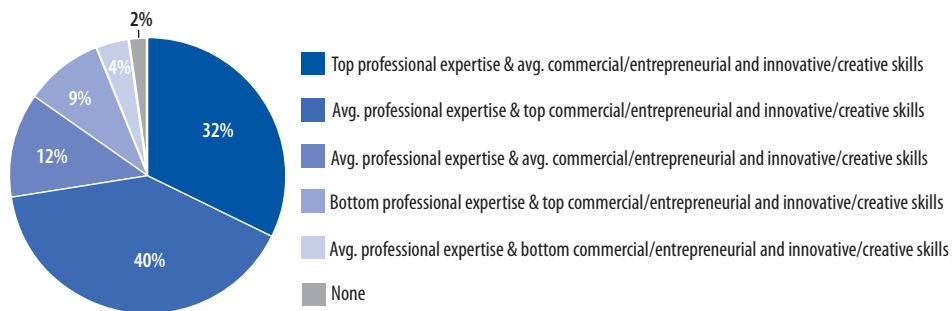 2%
4%
9%
12%
32%
40%
Top professional expertise & avg. commercial/entrepreneurial and innovative/creative skills
Avg. professional expertise & top commercial/entrepreneurial and innovative/creative skills
Avg. professional expertise & avg. commercial/entrepreneurial and innovative/creative skills
Bottom professional expertise & top commercial/entrepreneurial and innovative/creative skills
Avg. professional expertise & bottom commercial/entrepreneurial and innovative/creative skills
None